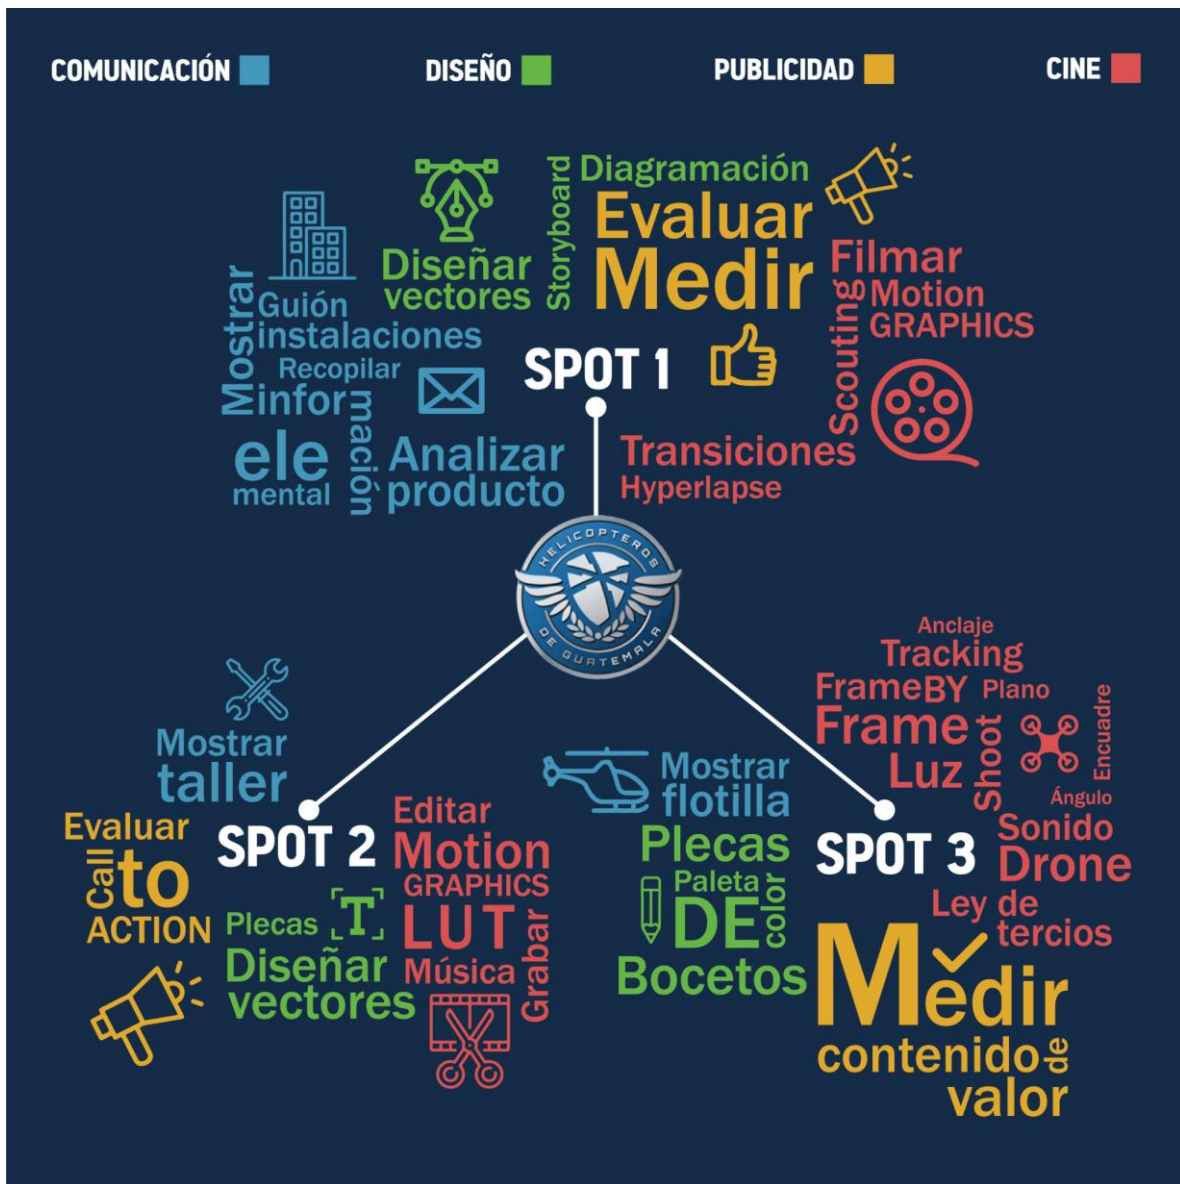 COMUNICACIÓN
DISEÑO
PUBLICIDAD
CINE
Mostrar
Guión
instalaciones
Recopilar
infor
mación
ele
mental
Analizar
producto
Diseñar
vectores
Storyboard
Diagramación
Evaluar
Medir
SPOT 1
Filmar
Motion
GRAPHICS
Scouting
Transiciones
Hyperlapse
HELICOPTEROS
DE GUATEMALA
Mostrar
taller
Evaluar
Call
to
ACTION
SPOT 2
Plecas
T
Diseñar
vectores
Editar
Motion
GRAPHICS
LUT
Música
Grabar
Mostrar
flotilla
Plecas
Paleta
DE
color
Bocetos
SPOT 3
Anclaje
Tracking
FrameBY
Plano
Frame
Luz
Shoot
Encuadre
Ángulo
Sonido
Drone
Ley de
tercios
Medir
contenido
de
valor